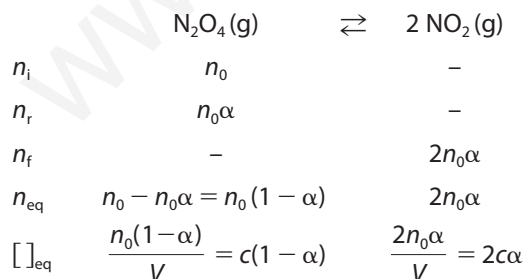 N₂O₄ (g) ⇄ 2 NO₂ (g)
nᵢ n₀ –
nᵣ n₀α –
n_f – 2n₀α
n_eq n₀ – n₀α = n₀ (1 – α) 2n₀α
[ ]_eq n₀(1–α)/V = c(1 – α) 2n₀α/V = 2cα